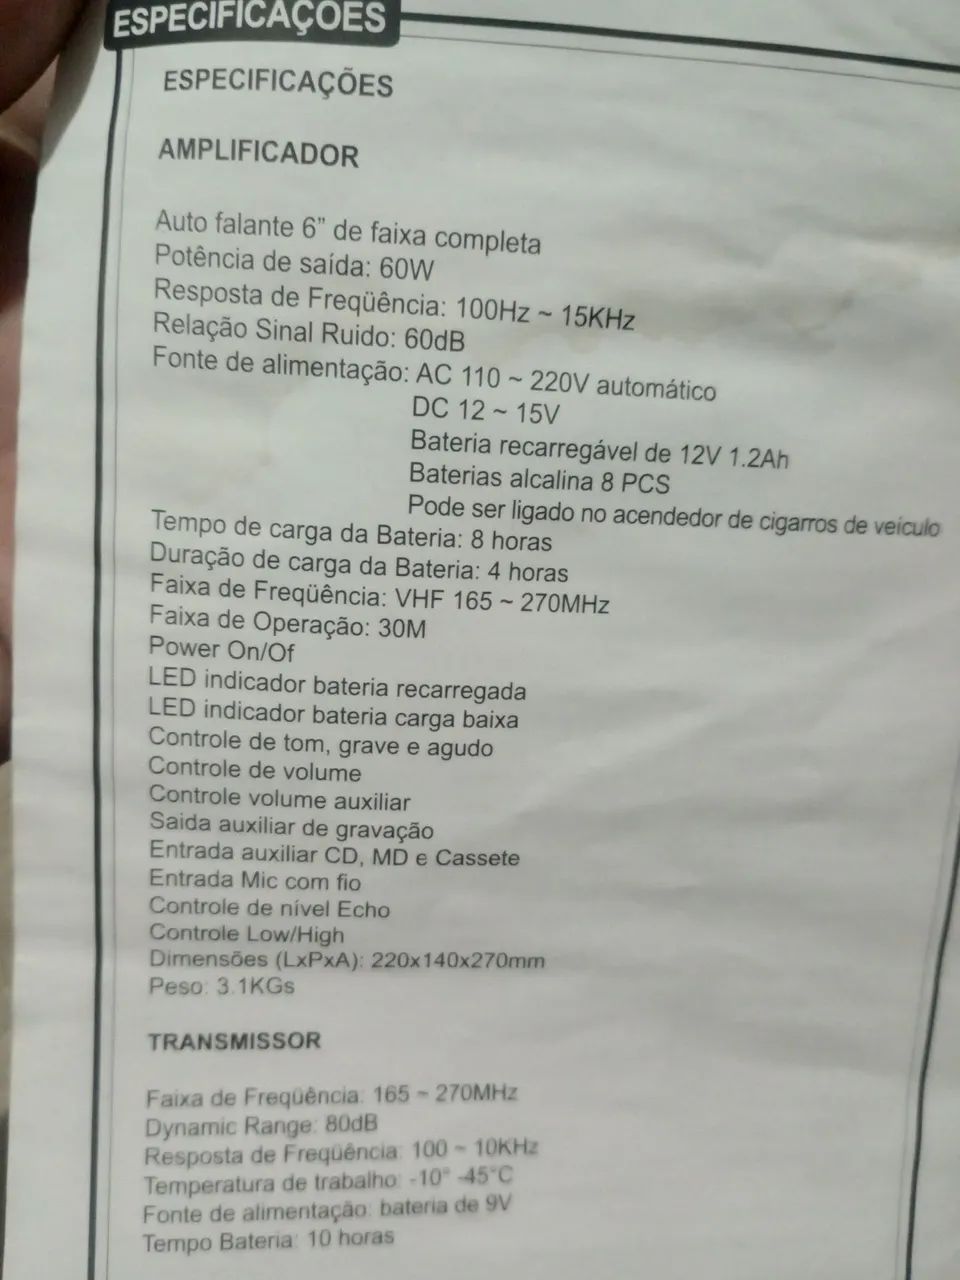 ESPECIFICAÇÕES
ESPECIFICAÇÕES
AMPLIFICADOR
Auto falante 6” de faixa completa
Potência de saída: 60W
Resposta de Freqüência: 100Hz ~ 15KHz
Relação Sinal Ruido: 60dB
Fonte de alimentação: AC 110 ~ 220V automático
DC 12 ~ 15V
Bateria recarregável de 12V 1.2Ah
Baterias alcalina 8 PCS
Pode ser ligado no acendedor de cigarros de veiculo
Tempo de carga da Bateria: 8 horas
Duração de carga da Bateria: 4 horas
Faixa de Freqüência: VHF 165 ~ 270MHz
Faixa de Operação: 30M
Power On/Of
LED indicador bateria recarregada
LED indicador bateria carga baixa
Controle de tom, grave e agudo
Controle de volume
Controle volume auxiliar
Saida auxiliar de gravação
Entrada auxiliar CD, MD e Cassete
Entrada Mic com fio
Controle de nível Echo
Controle Low/High
Dimensões (LxPxA): 220x140x270mm
Peso: 3.1KGs
TRANSMISSOR
Faixa de Freqüência: 165 ~ 270MHz
Dynamic Range: 80dB
Resposta de Freqüência: 100 ~ 10KHz
Temperatura de trabalho: -10° -45°C
Fonte de alimentação: bateria de 9V
Tempo Bateria: 10 horas